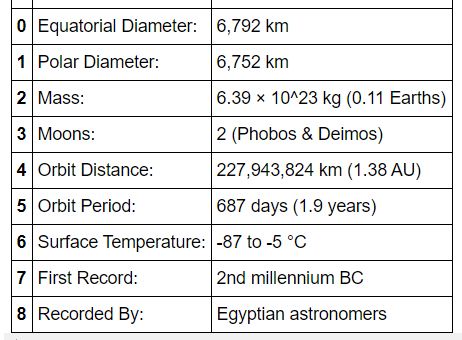 0 Equatorial Diameter: 6,792 km
1 Polar Diameter: 6,752 km
2 Mass: 6.39 × 10^23 kg (0.11 Earths)
3 Moons: 2 (Phobos & Deimos)
4 Orbit Distance: 227,943,824 km (1.38 AU)
5 Orbit Period: 687 days (1.9 years)
6 Surface Temperature: -87 to -5 °C
7 First Record: 2nd millennium BC
8 Recorded By: Egyptian astronomers